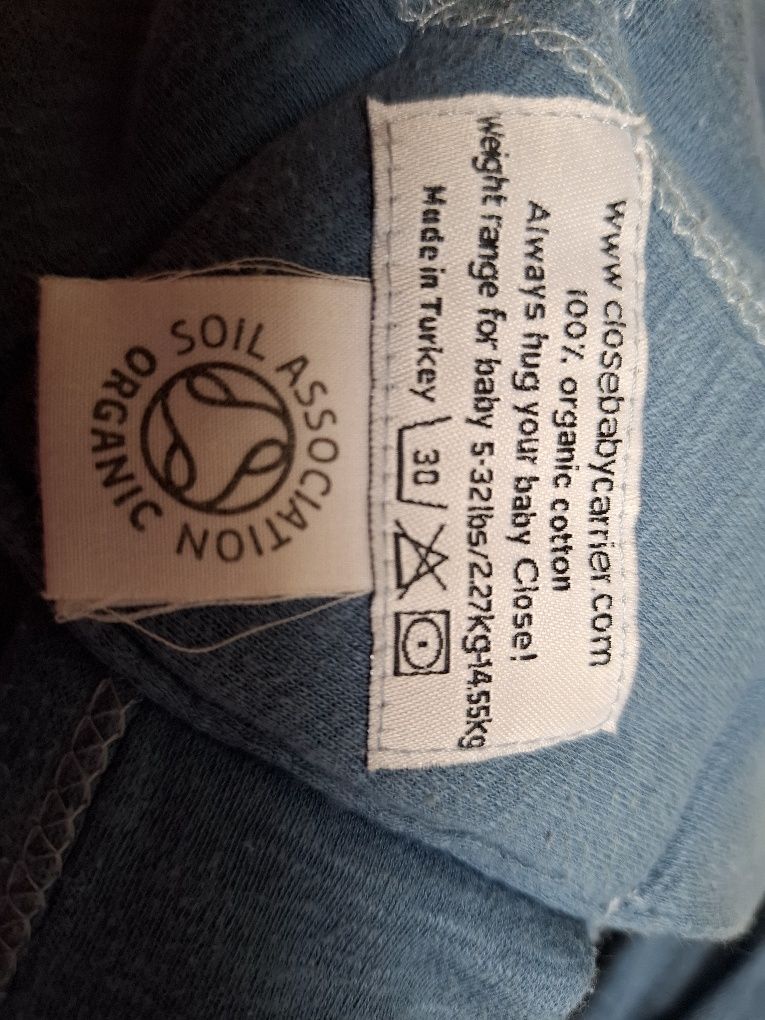 www.closebabycarrier.com
100% organic cotton
Always hug your baby Close!
Weight range for baby 5-32lbs/2.27kg-14.55kg
Made in Turkey 30
SOIL ASSOCIATION
ORGANIC